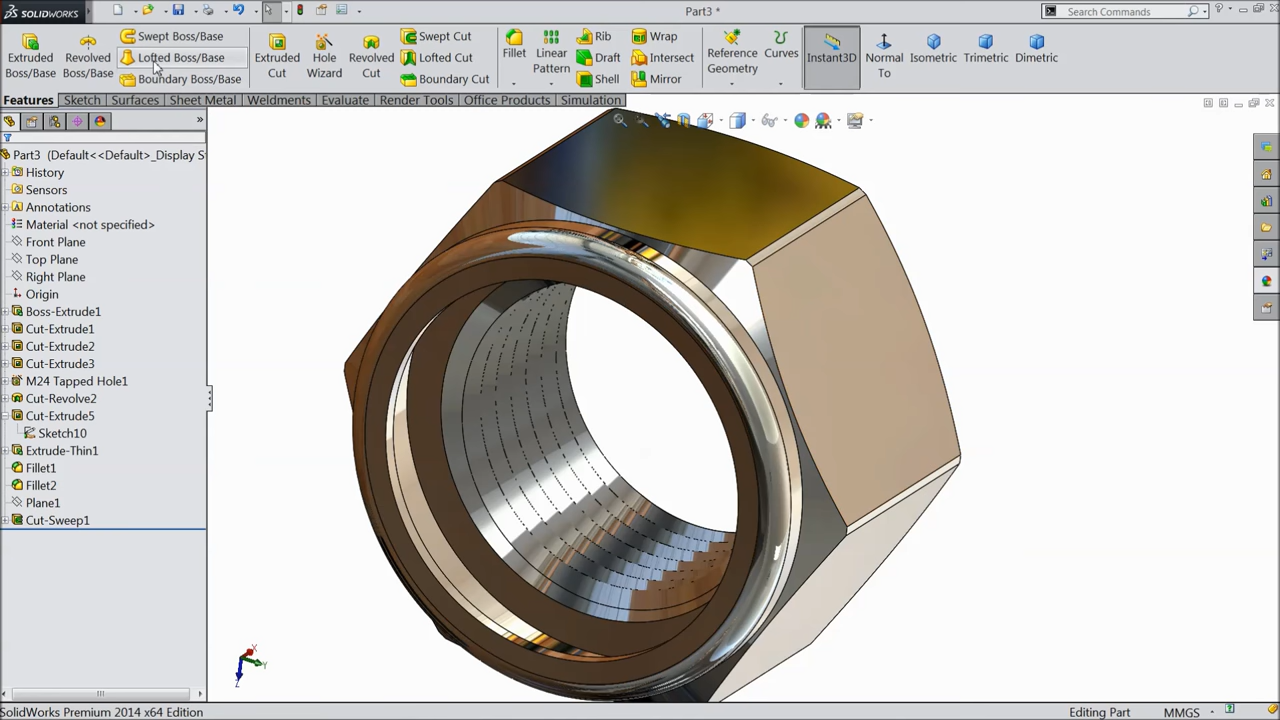 SOLIDWORKS
Part3 *
Search Commands
Extruded Boss/Base
Revolved Boss/Base
Swept Boss/Base
Lofted Boss/Base
Boundary Boss/Base
Extruded Cut
Hole Wizard
Revolved Cut
Swept Cut
Lofted Cut
Boundary Cut
Fillet
Linear Pattern
Rib
Draft
Shell
Wrap
Intersect
Mirror
Reference Geometry
Curves
Instant3D
Normal To
Isometric
Trimetric
Dimetric
Features
Sketch
Surfaces
Sheet Metal
Weldments
Evaluate
Render Tools
Office Products
Simulation
Part3 (Default<<Default>_Display S
History
Sensors
Annotations
Material <not specified>
Front Plane
Top Plane
Right Plane
Origin
Boss-Extrude1
Cut-Extrude1
Cut-Extrude2
Cut-Extrude3
M24 Tapped Hole1
Cut-Revolve2
Cut-Extrude5
Sketch10
Extrude-Thin1
Fillet1
Fillet2
Plane1
Cut-Sweep1
X
Y
Z
SolidWorks Premium 2014 x64 Edition
Editing Part
MMGS